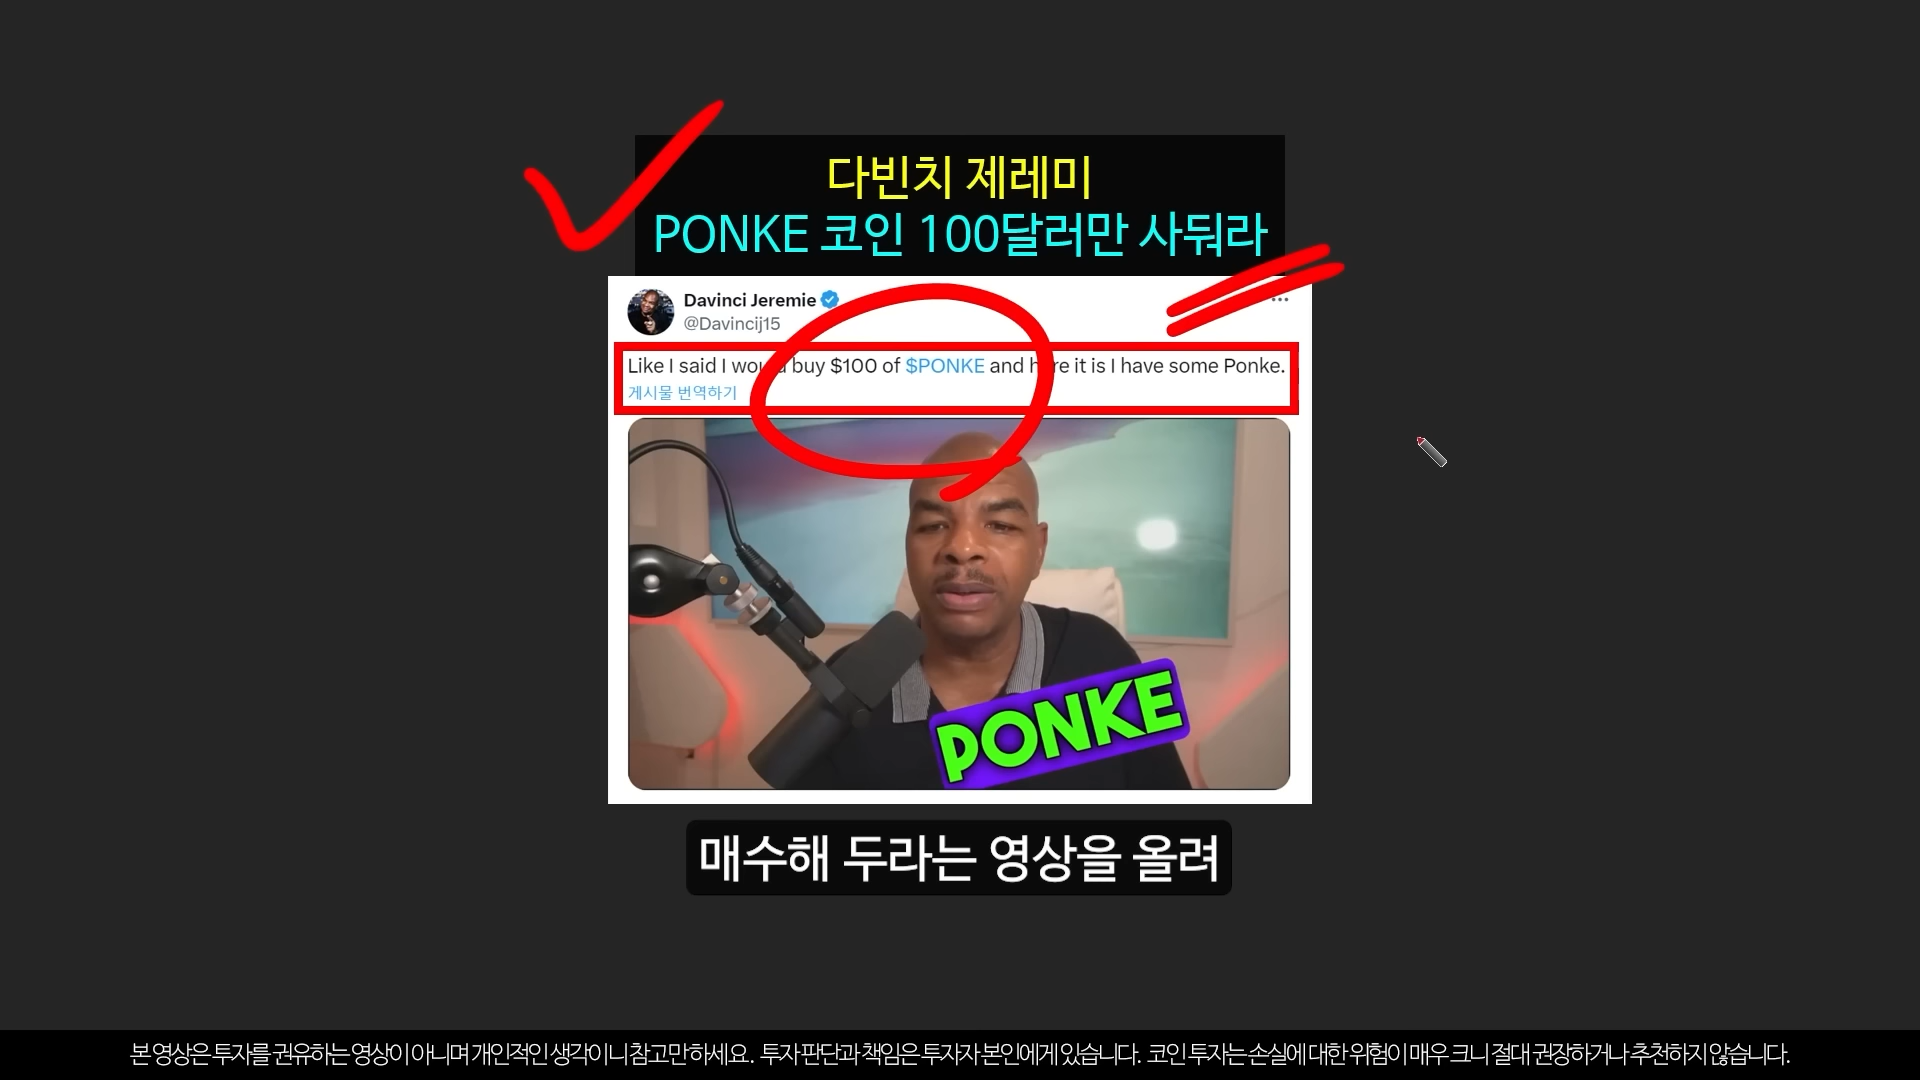 다빈치 제레미
PONKE 코인 100달러만 사둬라
Davinci Jeremie
@Davincij15
Like I said I would buy $100 of $PONKE and here it is I have some Ponke.
게시물 번역하기
PONKE
매수해 두라는 영상을 올려
본 영상은 투자를 권유하는 영상이 아니며 개인적인 생각이니 참고만 하세요. 투자 판단과 책임은 투자자 본인에게 있습니다. 코인 투자는 손실에 대한 위험이 매우 크니 절대 권장하거나 추천하지 않습니다.